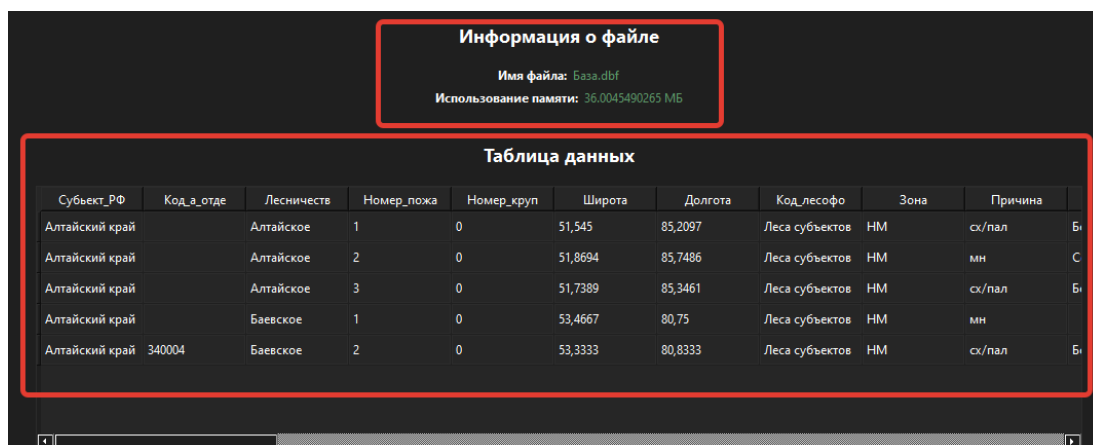 Информация о файле
Имя файла: База.dbf
Использование памяти: 36.0045490265 МБ
Таблица данных
Субъект_РФ Код_а_отде Лесничеств Номер_пожа Номер_круп Широта Долгота Код_лесофо Зона Причина
Алтайский край Алтайское 1 0 51,545 85,2097 Леса субъектов НМ сх/пал
Алтайский край Алтайское 2 0 51,8694 85,7486 Леса субъектов НМ мн
Алтайский край Алтайское 3 0 51,7389 85,3461 Леса субъектов НМ сх/пал
Алтайский край Баевское 1 0 53,4667 80,75 Леса субъектов НМ мн
Алтайский край 340004 Баевское 2 0 53,3333 80,8333 Леса субъектов НМ сх/пал